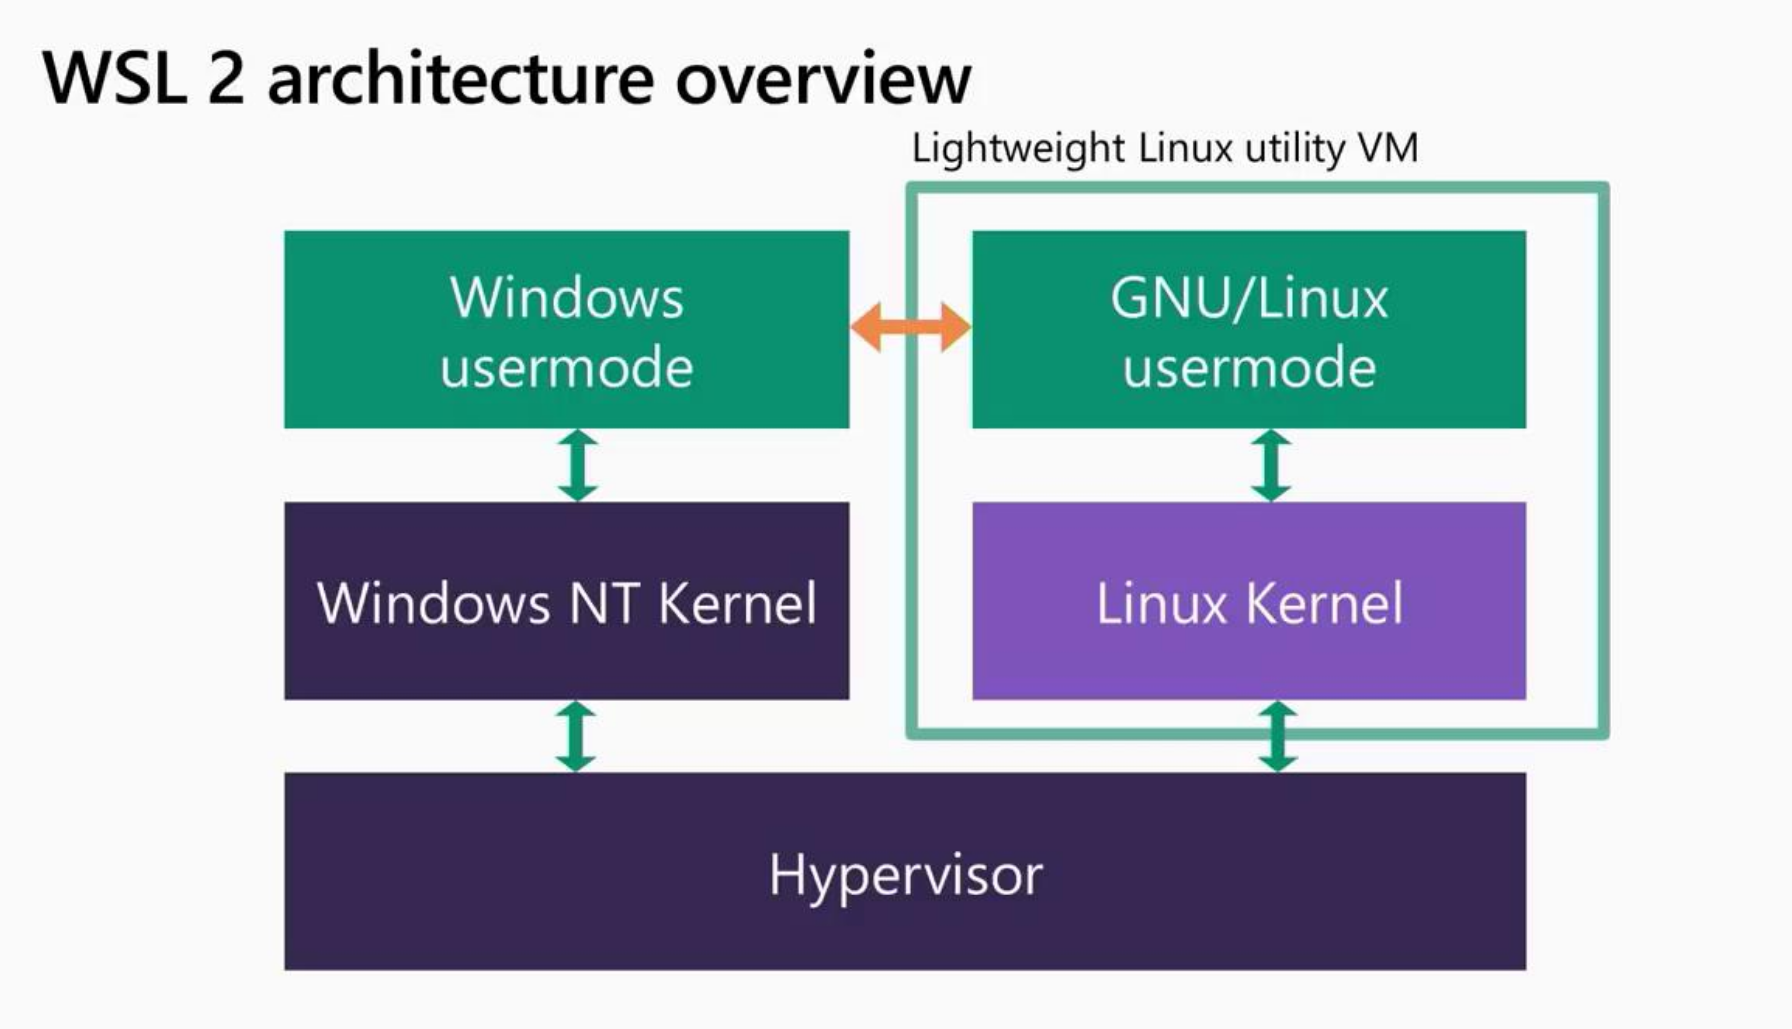 WSL 2 architecture overview
Lightweight Linux utility VM
Windows
usermode
GNU/Linux
usermode
Windows NT Kernel
Linux Kernel
Hypervisor